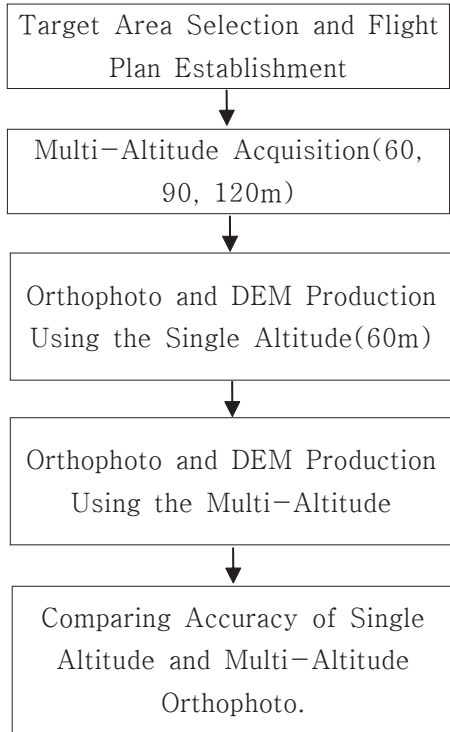 Target Area Selection and Flight
Plan Establishment
Multi-Altitude Acquisition(60,
90, 120m)
Orthophoto and DEM Production
Using the Single Altitude(60m)
Orthophoto and DEM Production
Using the Multi-Altitude
Comparing Accuracy of Single
Altitude and Multi-Altitude
Orthophoto.